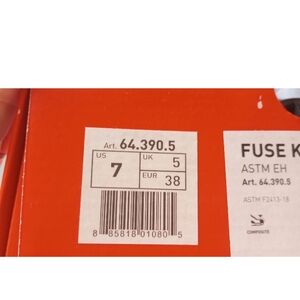 Art. 64.390.5
US 7 UK 5
EUR 38
8 85818 01080 5
FUSE K
ASTM EH
Art. 64.390.5
ASTM F2413-18
COMPOSITE